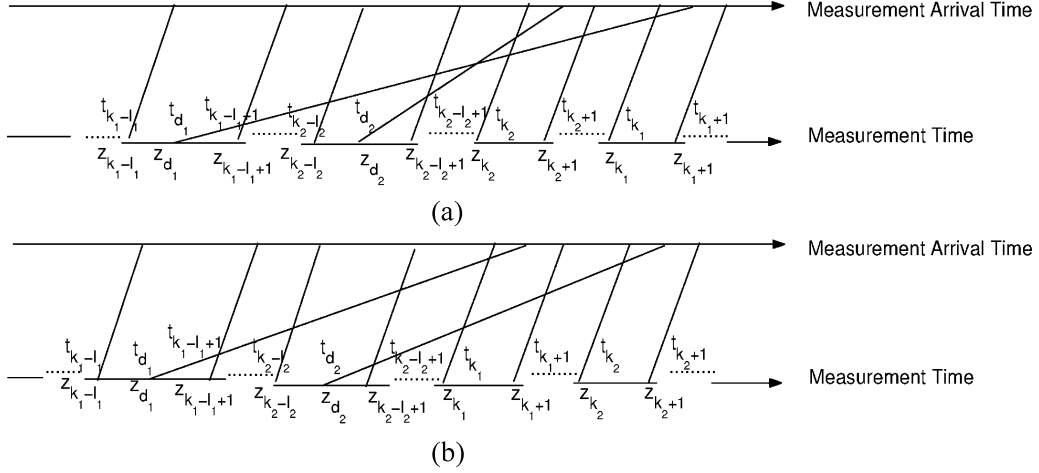 Measurement Arrival Time
t_{k_1-l_1} t_{d_1} t_{k_1-l_1+1} t_{k_2-l_2} t_{d_2} t_{k_2-l_2+1} t_{k_2} t_{k_2+1} t_{k_1} t_{k_1+1}
Measurement Time
z_{k_1-l_1} z_{d_1} z_{k_1-l_1+1} z_{k_2-l_2} z_{d_2} z_{k_2-l_2+1} z_{k_2} z_{k_2+1} z_{k_1} z_{k_1+1}
(a)
Measurement Arrival Time
t_{k_1-l_1} t_{d_1} t_{k_1-l_1+1} t_{k_2-l_2} t_{d_2} t_{k_2-l_2+1} t_{k_1} t_{k_1+1} t_{k_2} t_{k_2+1}
Measurement Time
z_{k_1-l_1} z_{d_1} z_{k_1-l_1+1} z_{k_2-l_2} z_{d_2} z_{k_2-l_2+1} z_{k_1} z_{k_1+1} z_{k_2} z_{k_2+1}
(b)